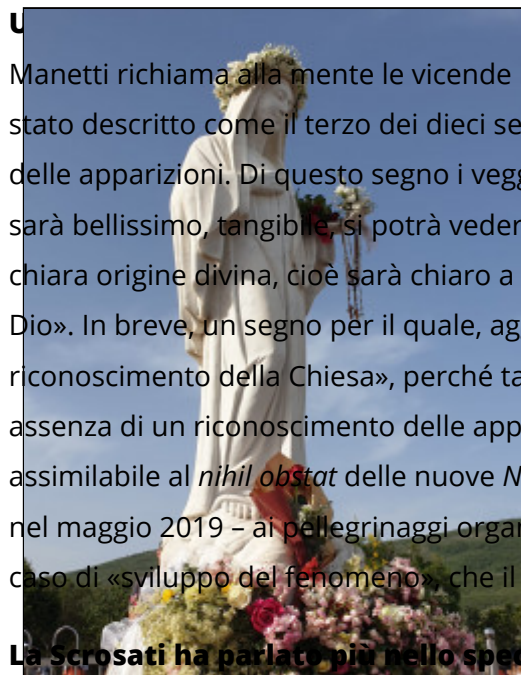 U
Manetti richiama alla mente le vicende
stato descritto come il terzo dei dieci se
delle apparizioni. Di questo segno i vegg
sarà bellissimo, tangibile, si potrà veder
chiara origine divina, cioè sarà chiaro a
Dio». In breve, un segno per il quale, ag
riconoscimento della Chiesa», perché ta
assenza di un riconoscimento delle app
assimilabile al nihil obstat delle nuove N
nel maggio 2019 – ai pellegrinaggi organ
caso di «sviluppo del fenomeno», che il
La Scrosati ha parlato più nello spec